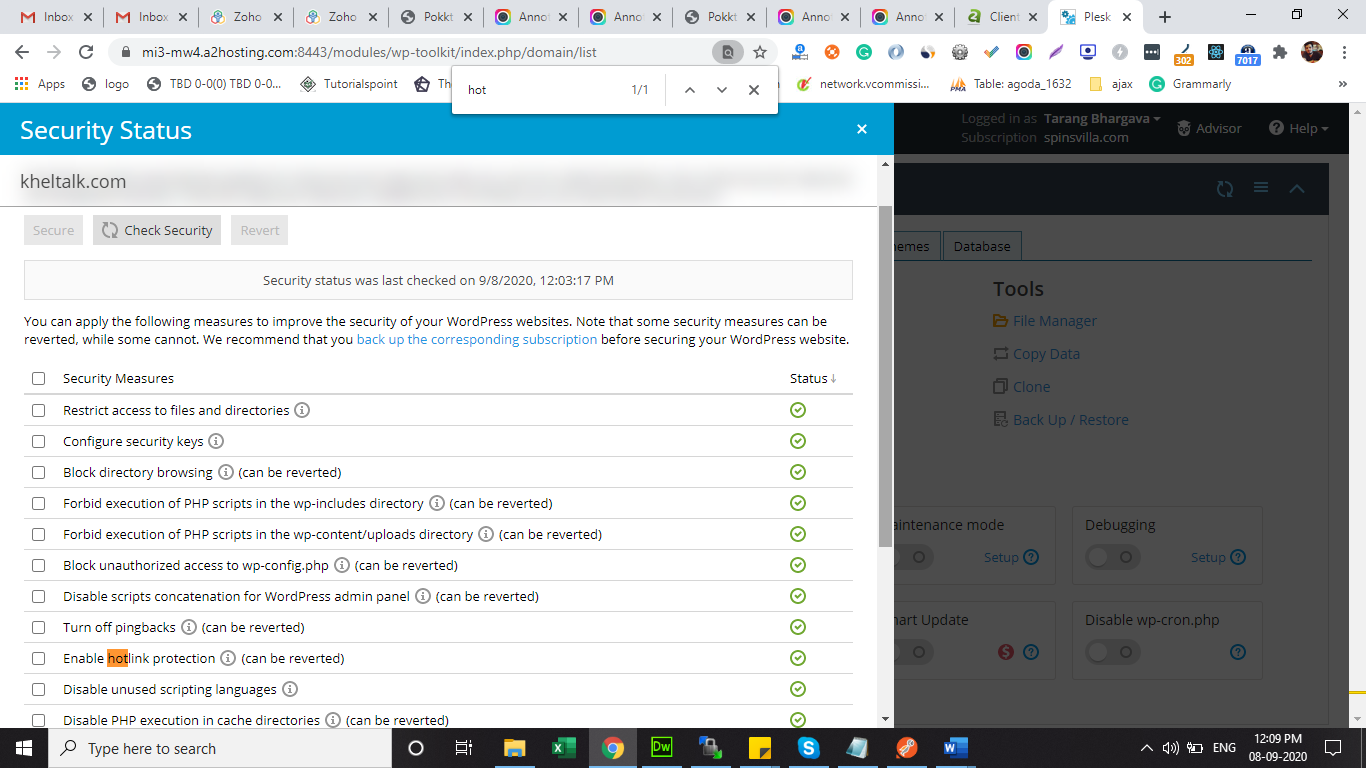 Inbox
Inbox
Zoho
Zoho
Pokkt
Annot
Annot
Pokkt
Annot
Annot
Client
Plesk
mi3-mw4.a2hosting.com:8443/modules/wp-toolkit/index.php/domain/list
302
7017
Apps
logo
TBD 0-0(0) TBD 0-0...
Tutorialspoint
Th
network.vcommissi...
PMA
Table: agoda_1632
ajax
Grammarly
»
hot 1/1
Security Status
Logged in as Tarang Bhargava
Subscription spinsvilla.com
Advisor
Help
kheltalk.com
Secure
Check Security
Revert
Security status was last checked on 9/8/2020, 12:03:17 PM
You can apply the following measures to improve the security of your WordPress websites. Note that some security measures can be
reverted, while some cannot. We recommend that you back up the corresponding subscription before securing your WordPress website.
Security Measures Status
Restrict access to files and directories
Configure security keys
Block directory browsing (can be reverted)
Forbid execution of PHP scripts in the wp-includes directory (can be reverted)
Forbid execution of PHP scripts in the wp-content/uploads directory (can be reverted)
Block unauthorized access to wp-config.php (can be reverted)
Disable scripts concatenation for WordPress admin panel (can be reverted)
Turn off pingbacks (can be reverted)
Enable hotlink protection (can be reverted)
Disable unused scripting languages
Disable PHP execution in cache directories (can be reverted)
emes
Database
Tools
File Manager
Copy Data
Clone
Back Up / Restore
aintenance mode
Setup
Debugging
Setup
nart Update
Disable wp-cron.php
Type here to search
Dw
ENG
12:09 PM
08-09-2020